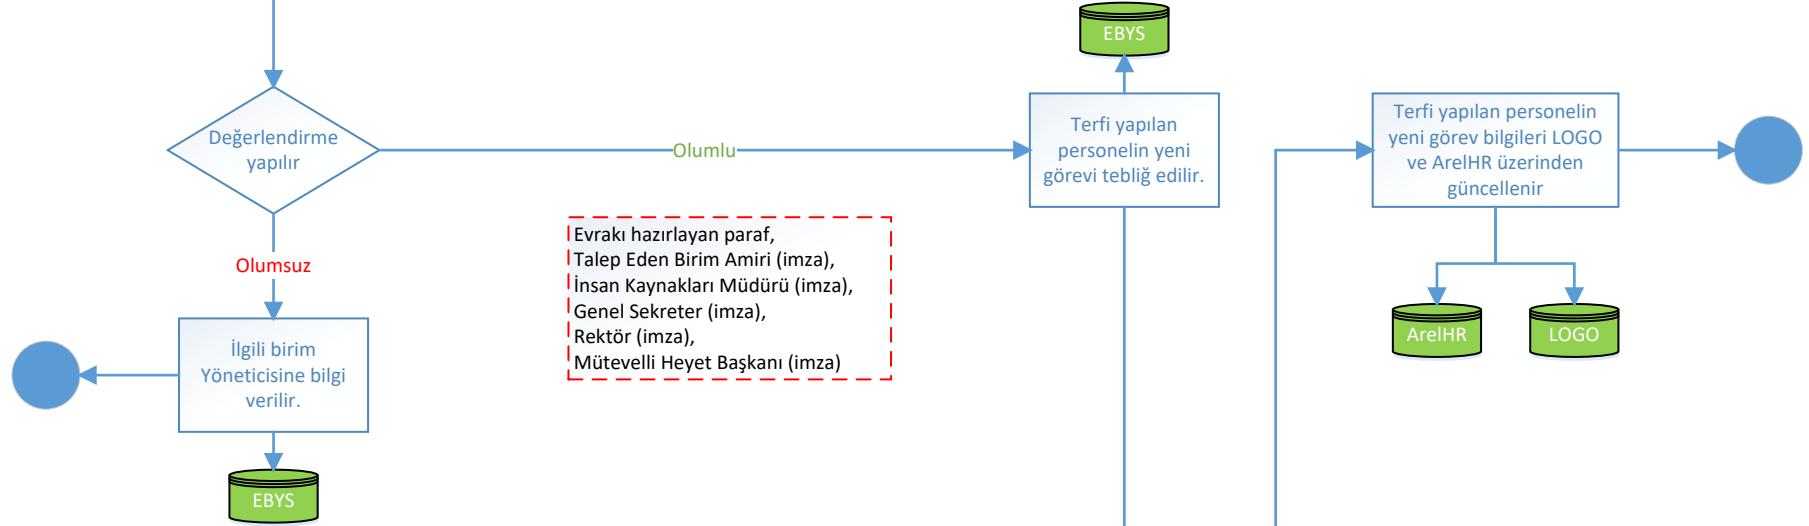 EBYS
Değerlendirme
yapılır
Olumlu
Terfi yapılan
personelin yeni
görevi tebliğ edilir.
Terfi yapılan personelin
yeni görev bilgileri LOGO
ve ArelHR üzerinden
güncellenir
Olumsuz
Evrakı hazırlayan paraf,
Talep Eden Birim Amiri (imza),
İnsan Kaynakları Müdürü (imza),
Genel Sekreter (imza),
Rektör (imza),
Mütevelli Heyet Başkanı (imza)
ArelHR
LOGO
İlgili birim
Yöneticisine bilgi
verilir.
EBYS